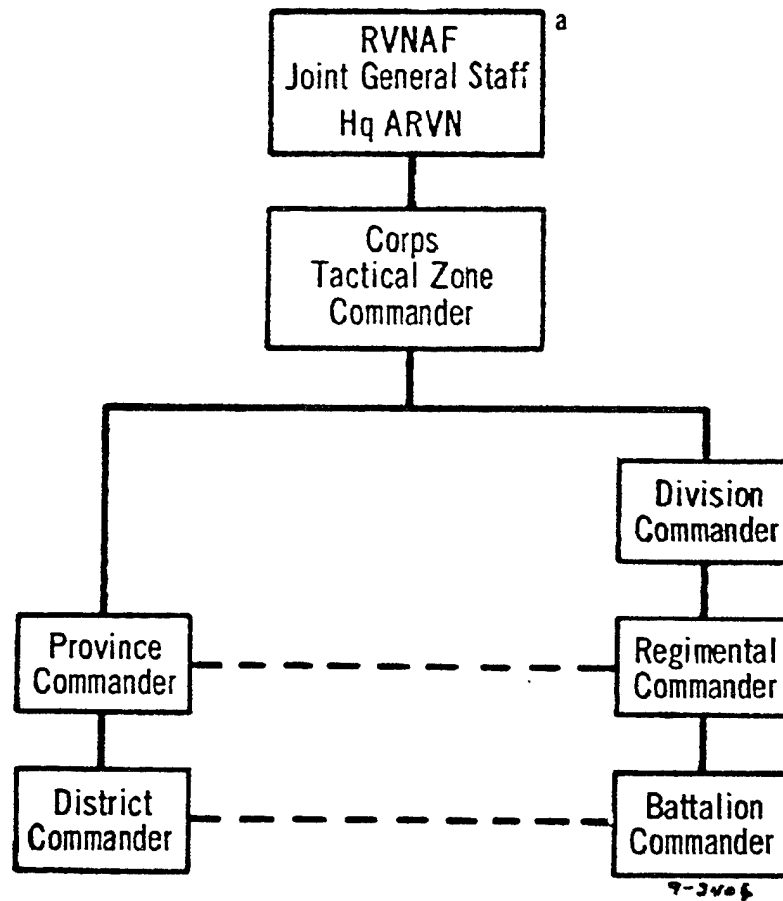 RVNAF
Joint General Staff
Hq ARVN
a
Corps
Tactical Zone
Commander
Division
Commander
Province
Commander
Regimental
Commander
District
Commander
Battalion
Commander